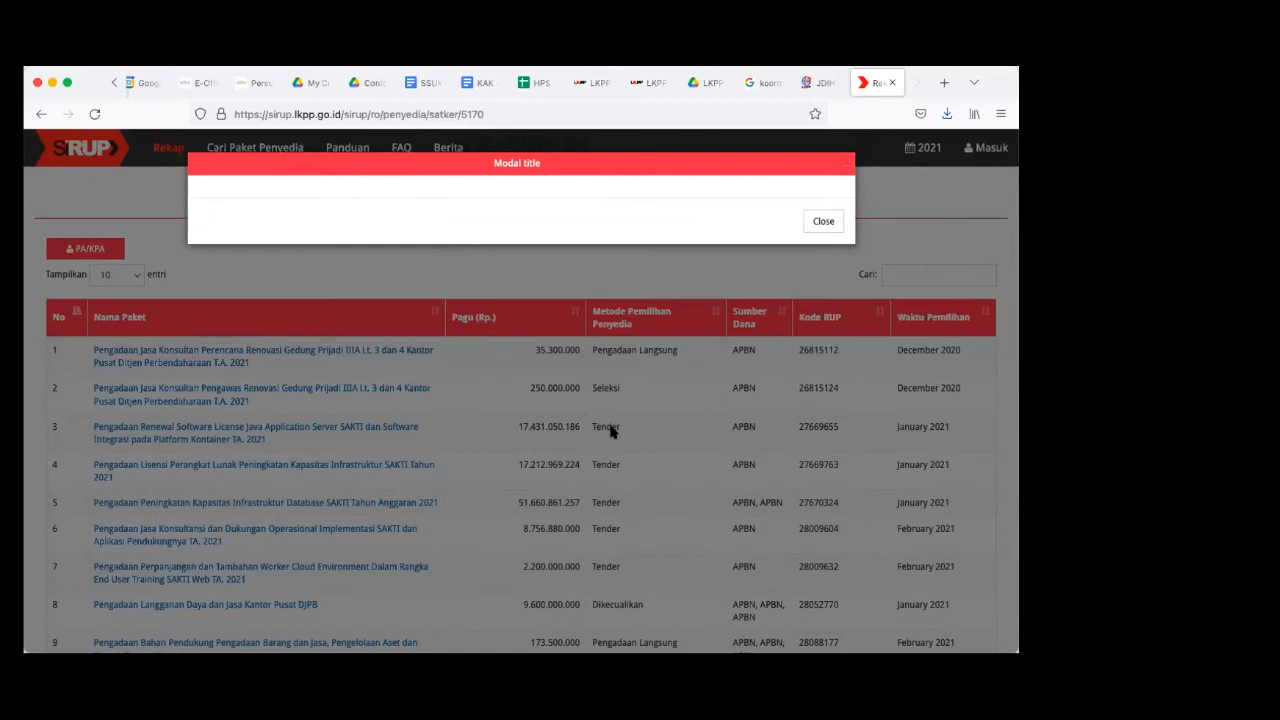 Goog E-Offi Persu My Dr Conto SSUK KAK - HPS LKPP LKPP LKPP koord JDIH Rek
https://sirup.lkpp.go.id/sirup/ro/penyedia/satker/5170
SiRUP Rekap Cari Paket Penyedia Panduan FAQ Berita 2021 Masuk
Modal title
Close
PA/KPA
Tampilkan 10 entri Cari:
No Nama Paket Pagu (Rp.) Metode Pemilihan Penyedia Sumber Dana Kode RUP Waktu Pemilihan
1 Pengadaan Jasa Konsultan Perencana Renovasi Gedung Prijadi IIIA Lt. 3 dan 4 Kantor 35.300.000 Pengadaan Langsung APBN 26815112 December 2020
Pusat Ditjen Perbendaharaan T.A. 2021
2 Pengadaan Jasa Konsultan Pengawas Renovasi Gedung Prijadi IIIA Lt. 3 dan 4 Kantor 250.000.000 Seleksi APBN 26815124 December 2020
Pusat Ditjen Perbendaharaan T.A. 2021
3 Pengadaan Renewal Software License Java Application Server SAKTI dan Software 17.431.050.186 Tender APBN 27669655 January 2021
Integrasi pada Platform Kontainer TA. 2021
4 Pengadaan Lisensi Perangkat Lunak Peningkatan Kapasitas Infrastruktur SAKTI Tahun 17.212.969.224 Tender APBN 27669763 January 2021
2021
5 Pengadaan Peningkatan Kapasitas Infrastruktur Database SAKTI Tahun Anggaran 2021 51.660.861.257 Tender APBN, APBN 27670324 January 2021
6 Pengadaan Jasa Konsultansi dan Dukungan Operasional Implementasi SAKTI dan 8.756.880.000 Tender APBN 28009604 February 2021
Aplikasi Pendukungnya TA. 2021
7 Pengadaan Perpanjangan dan Tambahan Worker Cloud Environment Dalam Rangka 2.200.000.000 Tender APBN 28009632 February 2021
End User Training SAKTI Web TA. 2021
8 Pengadaan Langganan Daya dan Jasa Kantor Pusat DJPB 9.600.000.000 Dikecualikan APBN, APBN, 28052770 January 2021
APBN
9 Pengadaan Bahan Pendukung Pengadaan Barang dan Jasa, Pengelolaan Aset dan 173.500.000 Pengadaan Langsung APBN, APBN, 28088177 February 2021